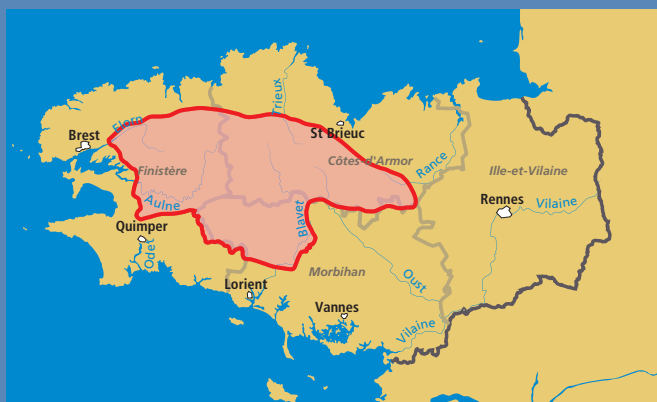 Trieux
Elorn
Brest
St Brieuc
Finistère
Côtes d'Armor
Rance
Ille-et-Vilaine
Aulne
Rennes
Vilaine
Blavet
Quimper
Odet
Morbihan
Oust
Lorient
Vannes
Vilaine